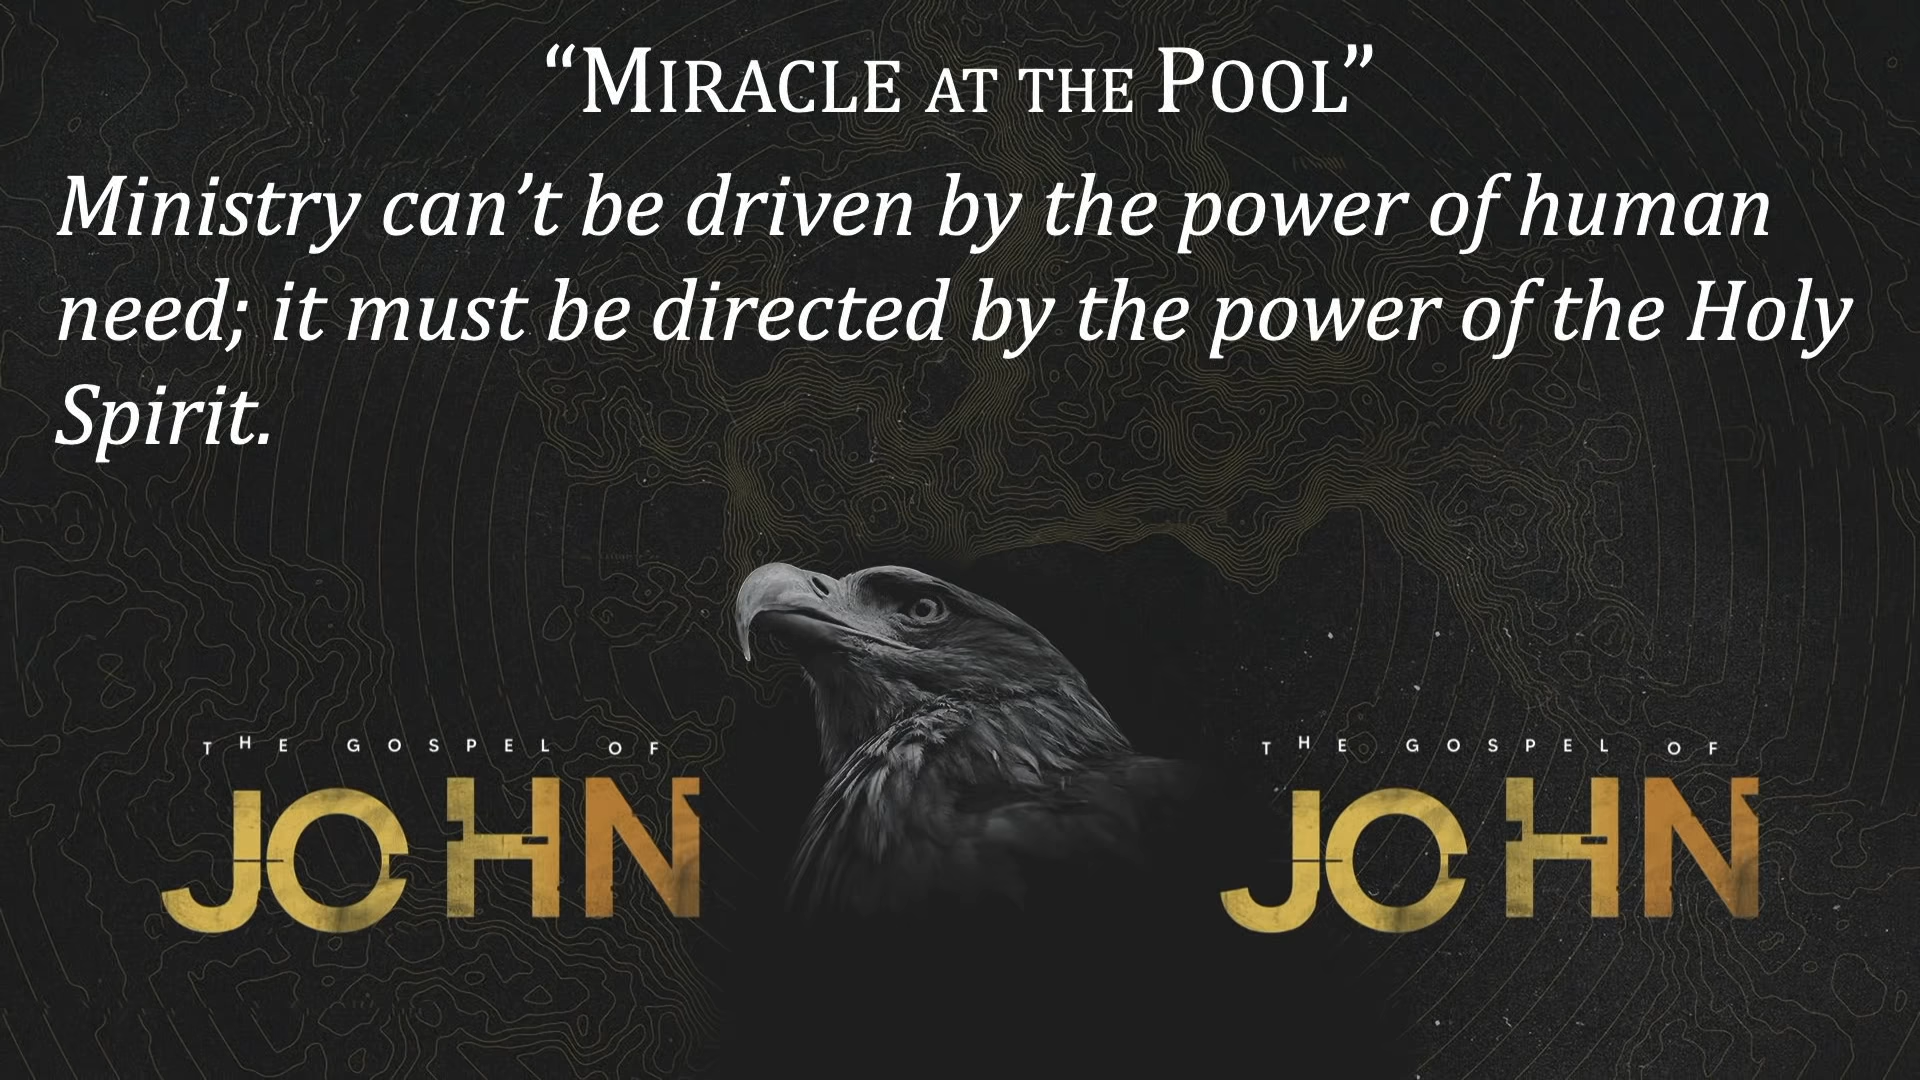 “Miracle at the Pool”
Ministry can’t be driven by the power of human
need; it must be directed by the power of the Holy
Spirit.
THE GOSPEL OF
JOHN
THE GOSPEL OF
JOHN